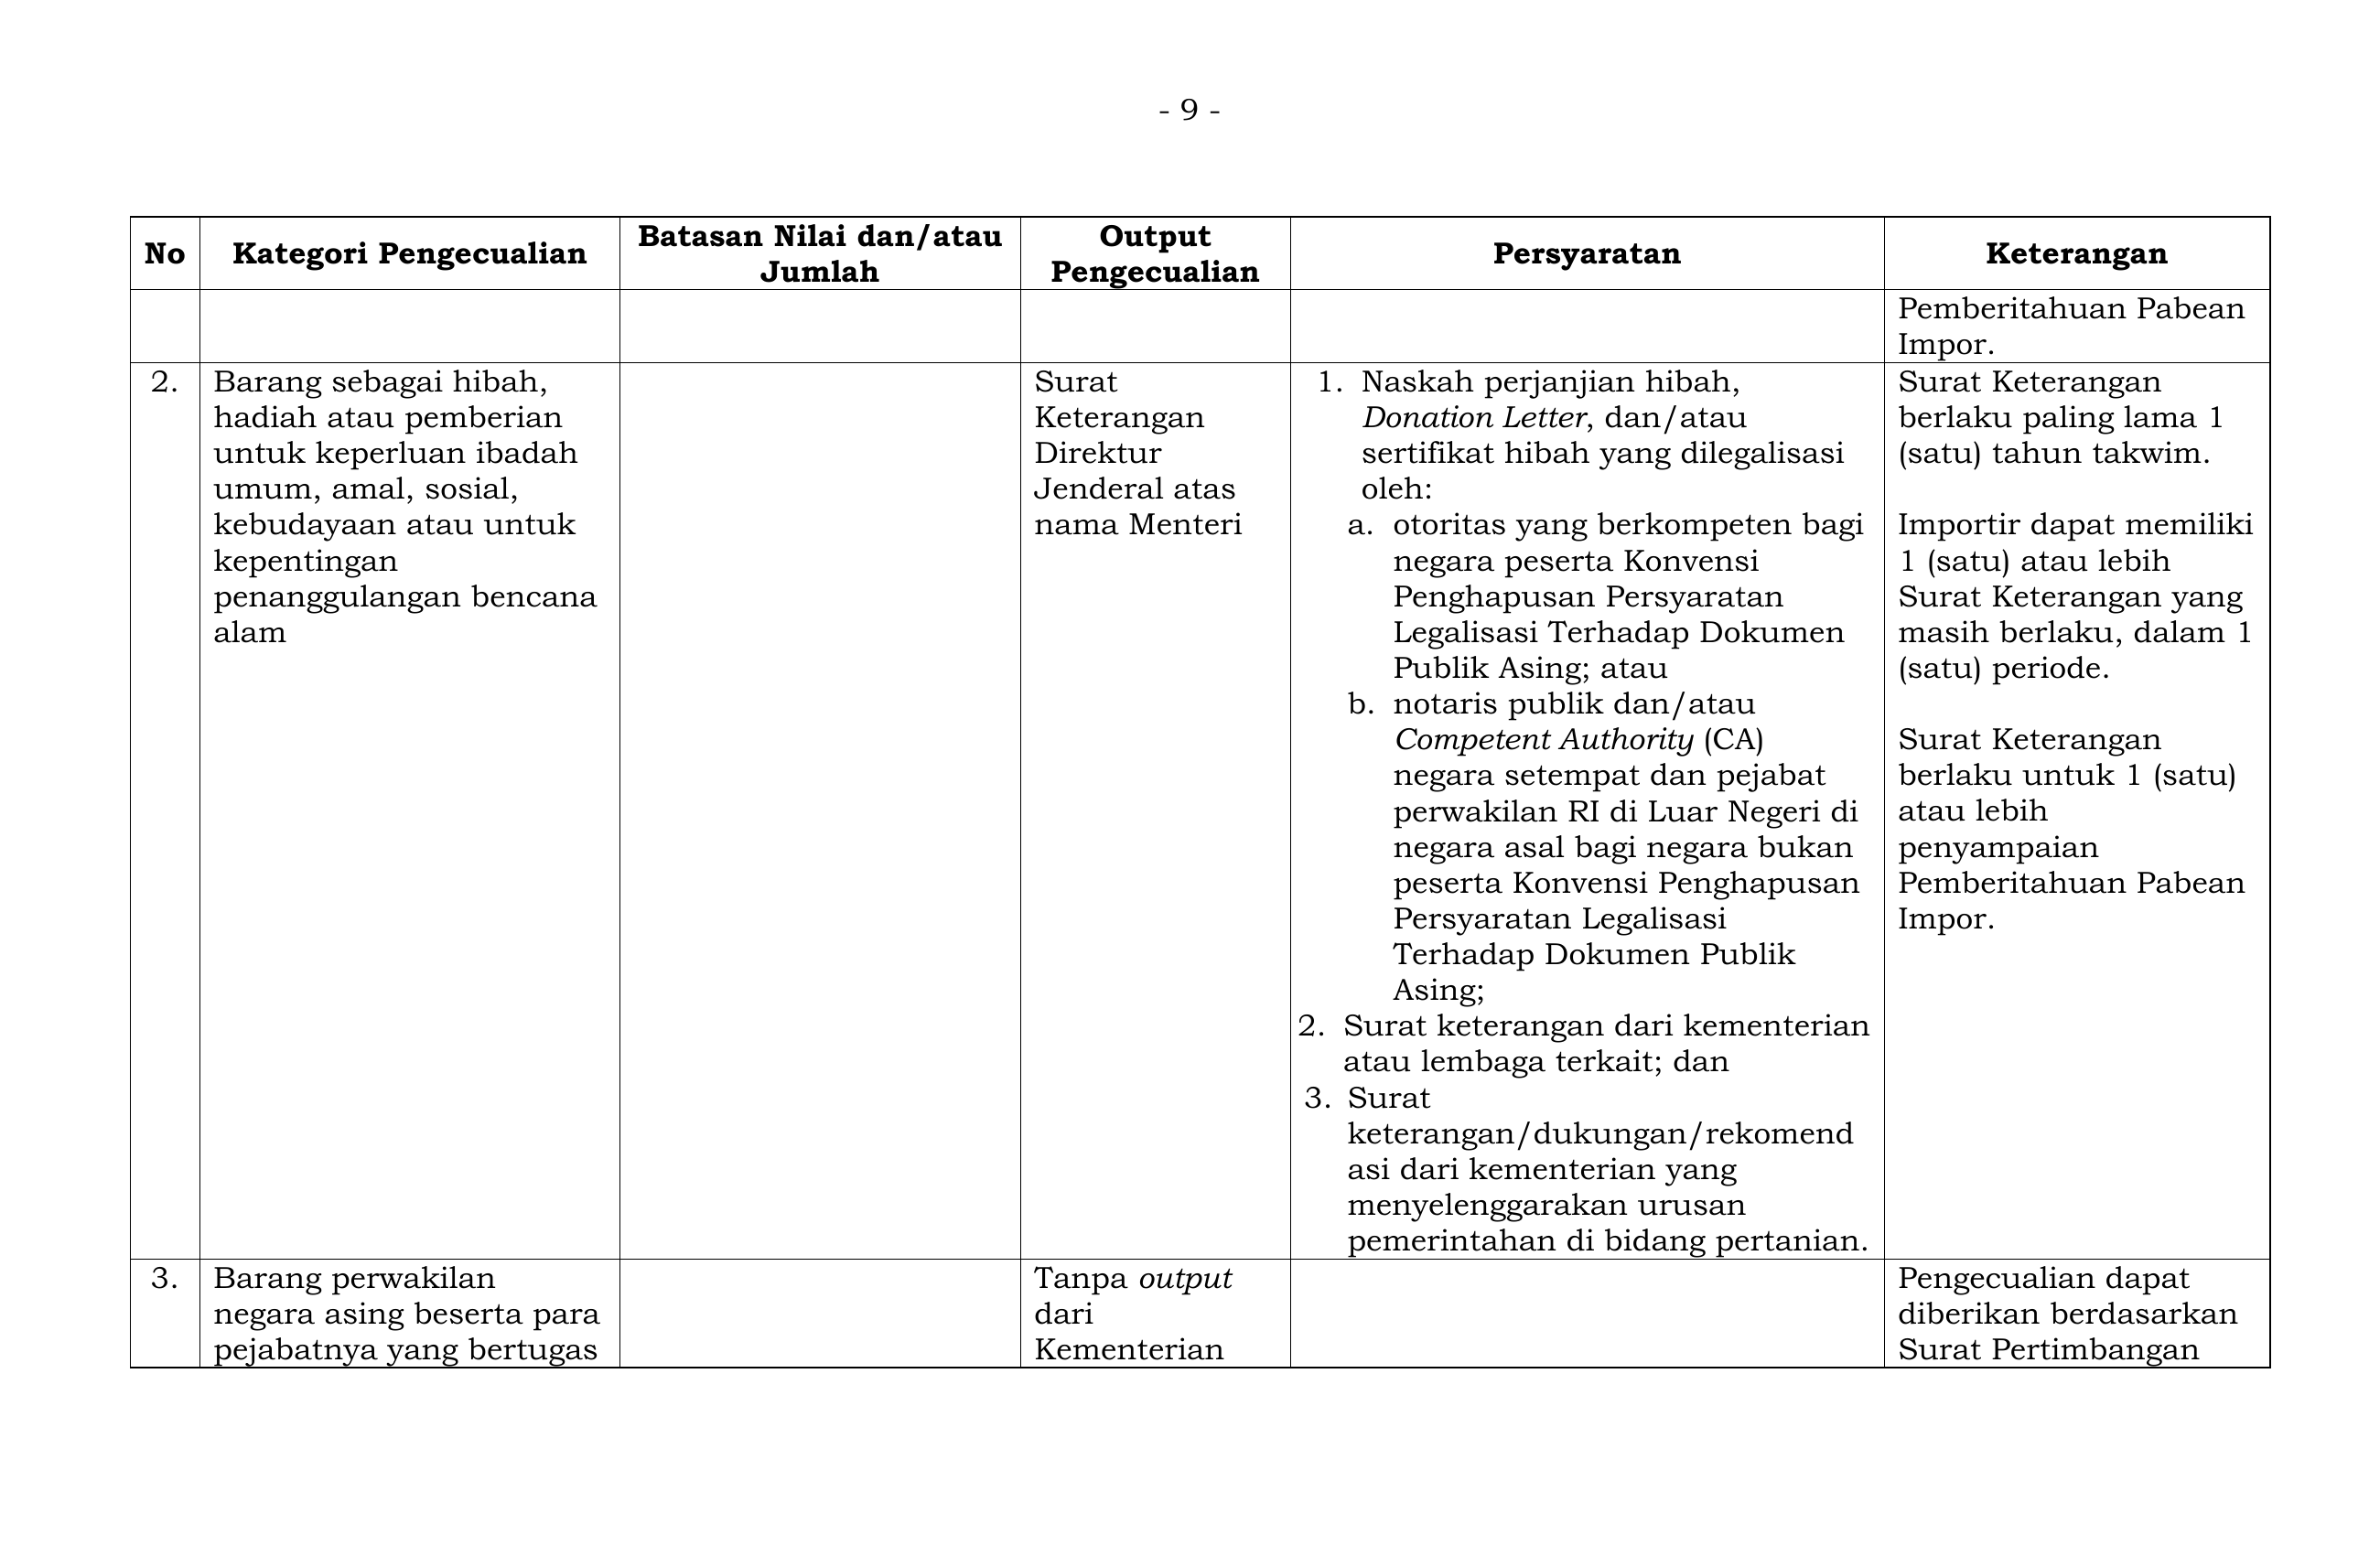 - 9 -
No
Kategori Pengecualian
Batasan Nilai dan/atau
Jumlah
Output
Pengecualian
Persyaratan
Keterangan
Pemberitahuan Pabean
Impor.
2.
Barang sebagai hibah,
hadiah atau pemberian
untuk keperluan ibadah
umum, amal, sosial,
kebudayaan atau untuk
kepentingan
penanggulangan bencana
alam
Surat
Keterangan
Direktur
Jenderal atas
nama Menteri
1. Naskah perjanjian hibah,
Donation Letter, dan/atau
sertifikat hibah yang dilegalisasi
oleh:
a. otoritas yang berkompeten bagi
negara peserta Konvensi
Penghapusan Persyaratan
Legalisasi Terhadap Dokumen
Publik Asing; atau
b. notaris publik dan/atau
Competent Authority (CA)
negara setempat dan pejabat
perwakilan RI di Luar Negeri di
negara asal bagi negara bukan
peserta Konvensi Penghapusan
Persyaratan Legalisasi
Terhadap Dokumen Publik
Asing;
2. Surat keterangan dari kementerian
atau lembaga terkait; dan
3. Surat
keterangan/dukungan/rekomend
asi dari kementerian yang
menyelenggarakan urusan
pemerintahan di bidang pertanian.
Surat Keterangan
berlaku paling lama 1
(satu) tahun takwim.
Importir dapat memiliki
1 (satu) atau lebih
Surat Keterangan yang
masih berlaku, dalam 1
(satu) periode.
Surat Keterangan
berlaku untuk 1 (satu)
atau lebih
penyampaian
Pemberitahuan Pabean
Impor.
3.
Barang perwakilan
negara asing beserta para
pejabatnya yang bertugas
Tanpa output
dari
Kementerian
Pengecualian dapat
diberikan berdasarkan
Surat Pertimbangan